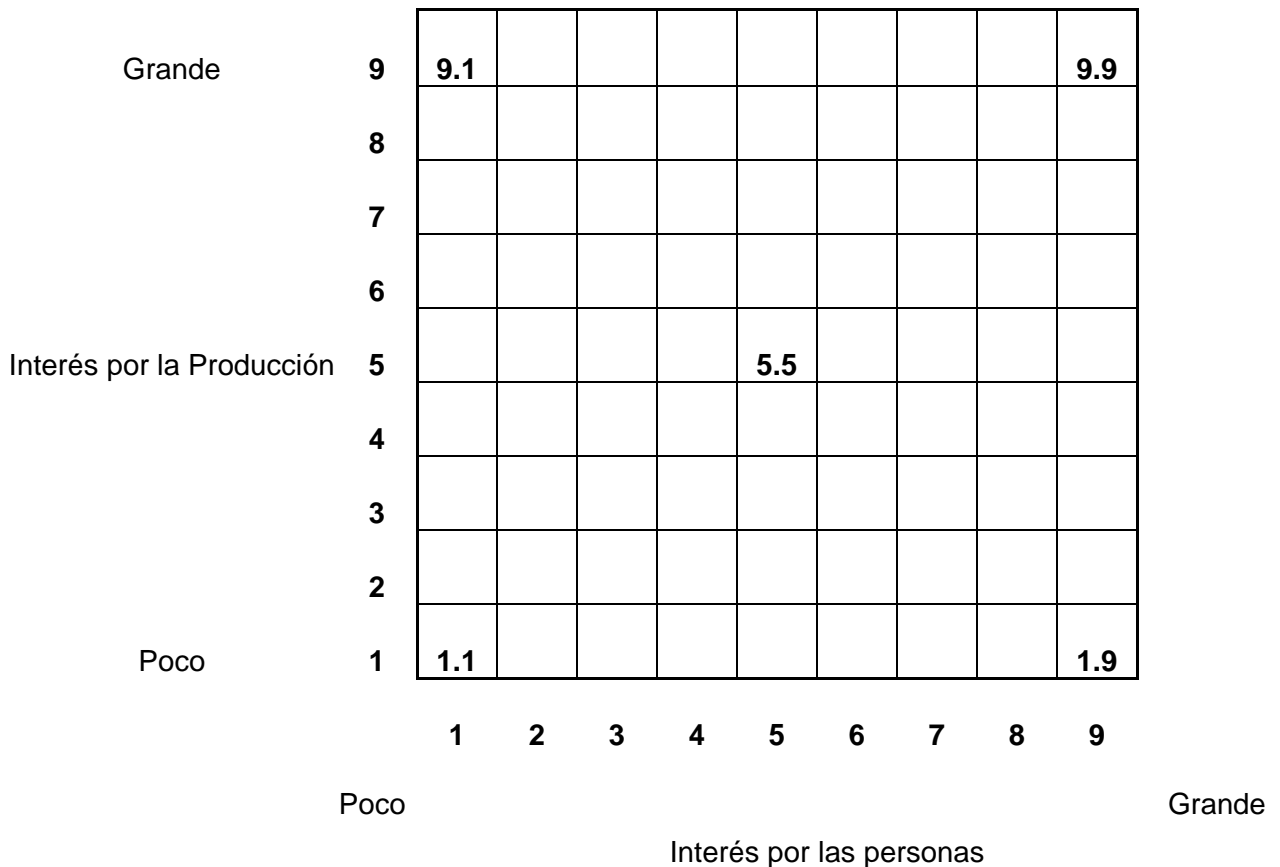 Grande 9 9.1 9.9
8
7
6
Interés por la Producción 5 5.5
4
3
2
Poco 1 1.1 1.9
1 2 3 4 5 6 7 8 9
Poco Grande
Interés por las personas